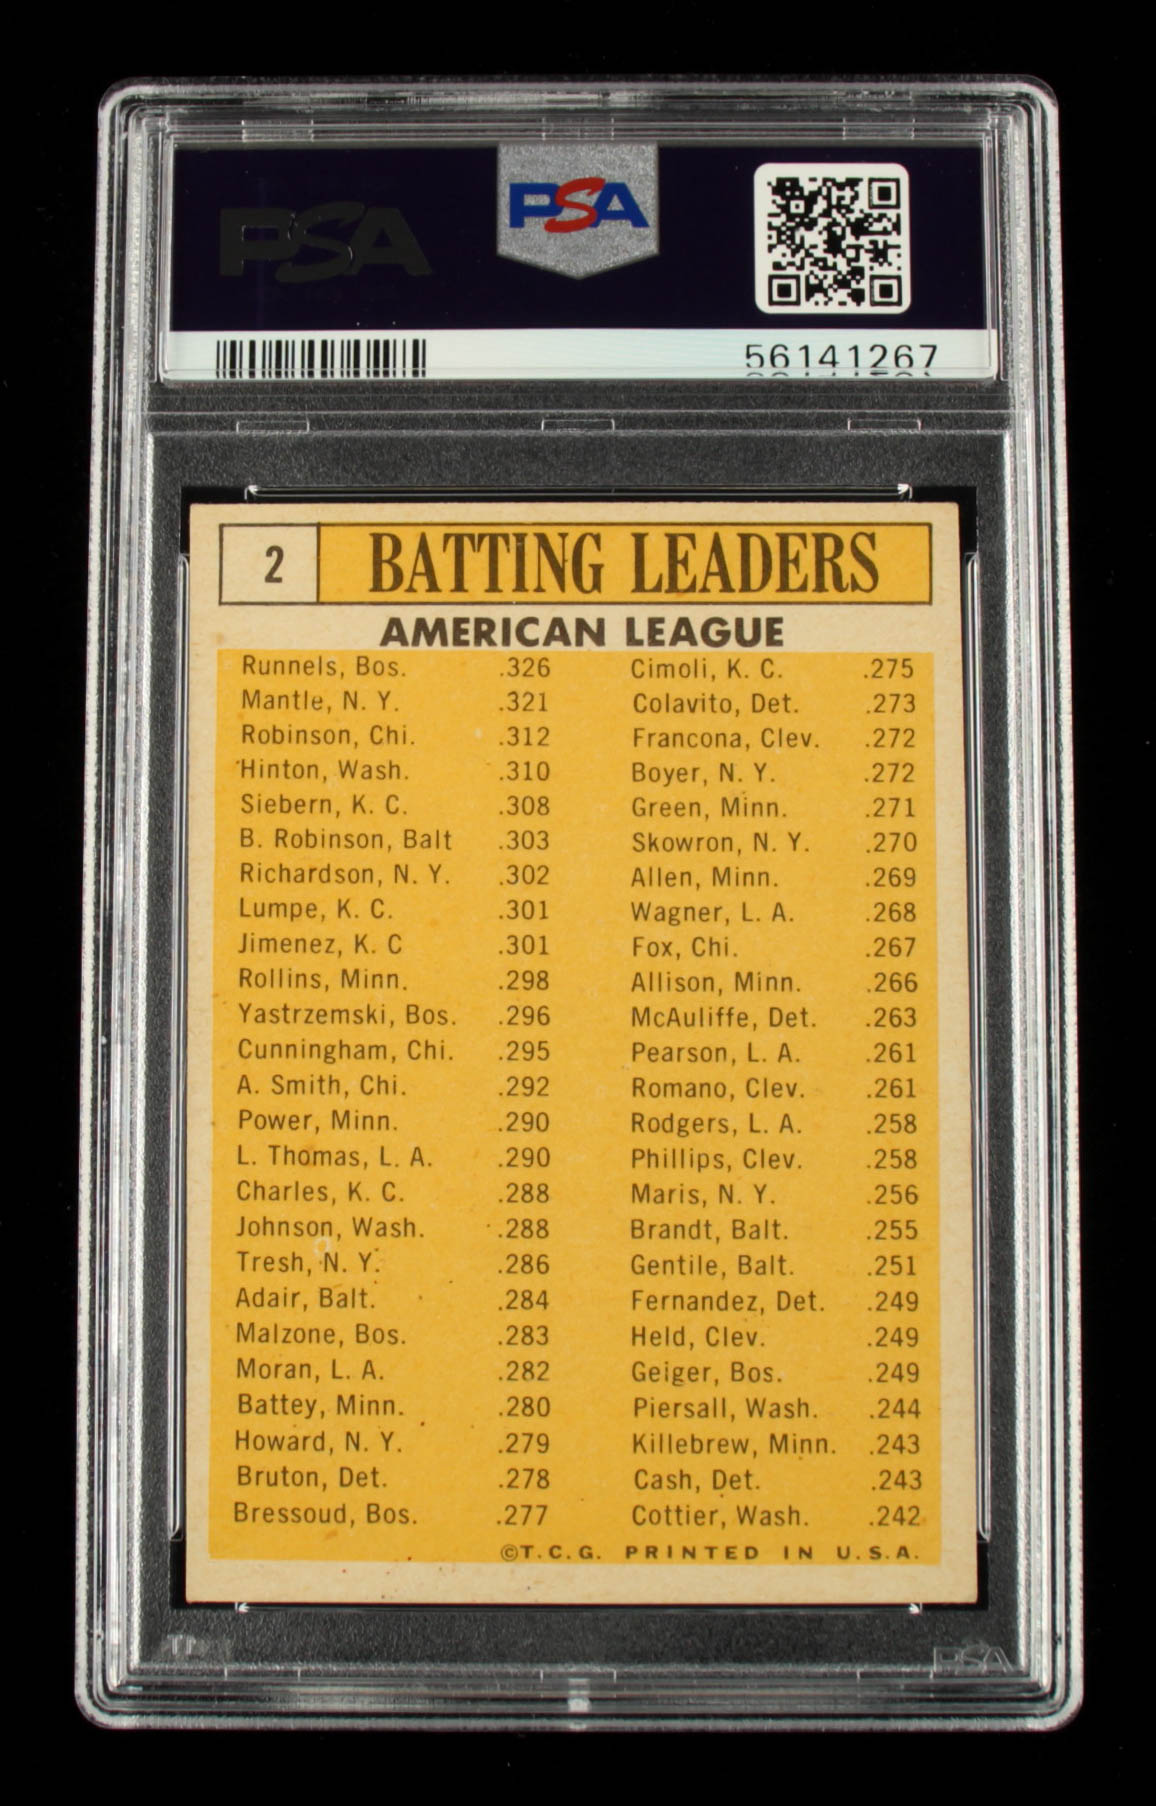 PSA PSA
56141267
2 BATTING LEADERS
AMERICAN LEAGUE
Runnels, Bos. .326
Mantle, N. Y. .321
Robinson, Chi. .312
Hinton, Wash. .310
Siebern, K. C. .308
B. Robinson, Balt .303
Richardson, N. Y. .302
Lumpe, K. C. .301
Jimenez, K. C .301
Rollins, Minn. .298
Yastrzemski, Bos. .296
Cunningham, Chi. .295
A. Smith, Chi. .292
Power, Minn. .290
L. Thomas, L. A. .290
Charles, K. C. .288
Johnson, Wash. .288
Tresh, N. Y. .286
Adair, Balt. .284
Malzone, Bos. .283
Moran, L. A. .282
Battey, Minn. .280
Howard, N. Y. .279
Bruton, Det. .278
Bressoud, Bos. .277
Cimoli, K. C. .275
Colavito, Det. .273
Francona, Clev. .272
Boyer, N. Y. .272
Green, Minn. .271
Skowron, N. Y. .270
Allen, Minn. .269
Wagner, L. A. .268
Fox, Chi. .267
Allison, Minn. .266
McAuliffe, Det. .263
Pearson, L. A. .261
Romano, Clev. .261
Rodgers, L. A. .258
Phillips, Clev. .258
Maris, N. Y. .256
Brandt, Balt. .255
Gentile, Balt. .251
Fernandez, Det. .249
Held, Clev. .249
Geiger, Bos. .249
Piersall, Wash. .244
Killebrew, Minn. .243
Cash, Det. .243
Cottier, Wash. .242
©T.C.G. PRINTED IN U.S.A.
PSA